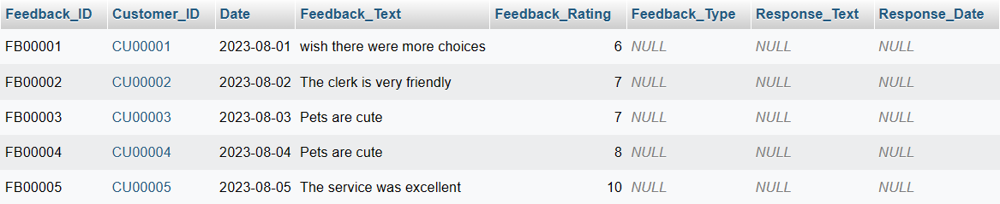 Feedback_ID Customer_ID Date Feedback_Text Feedback_Rating Feedback_Type Response_Text Response_Date
FB00001 CU00001 2023-08-01 wish there were more choices 6 NULL NULL NULL
FB00002 CU00002 2023-08-02 The clerk is very friendly 7 NULL NULL NULL
FB00003 CU00003 2023-08-03 Pets are cute 7 NULL NULL NULL
FB00004 CU00004 2023-08-04 Pets are cute 8 NULL NULL NULL
FB00005 CU00005 2023-08-05 The service was excellent 10 NULL NULL NULL